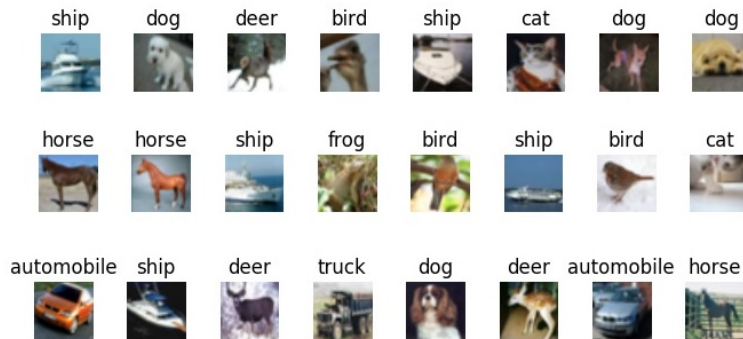 ship dog deer bird ship cat dog dog
horse horse ship frog bird ship bird cat
automobile ship deer truck dog deer automobile horse